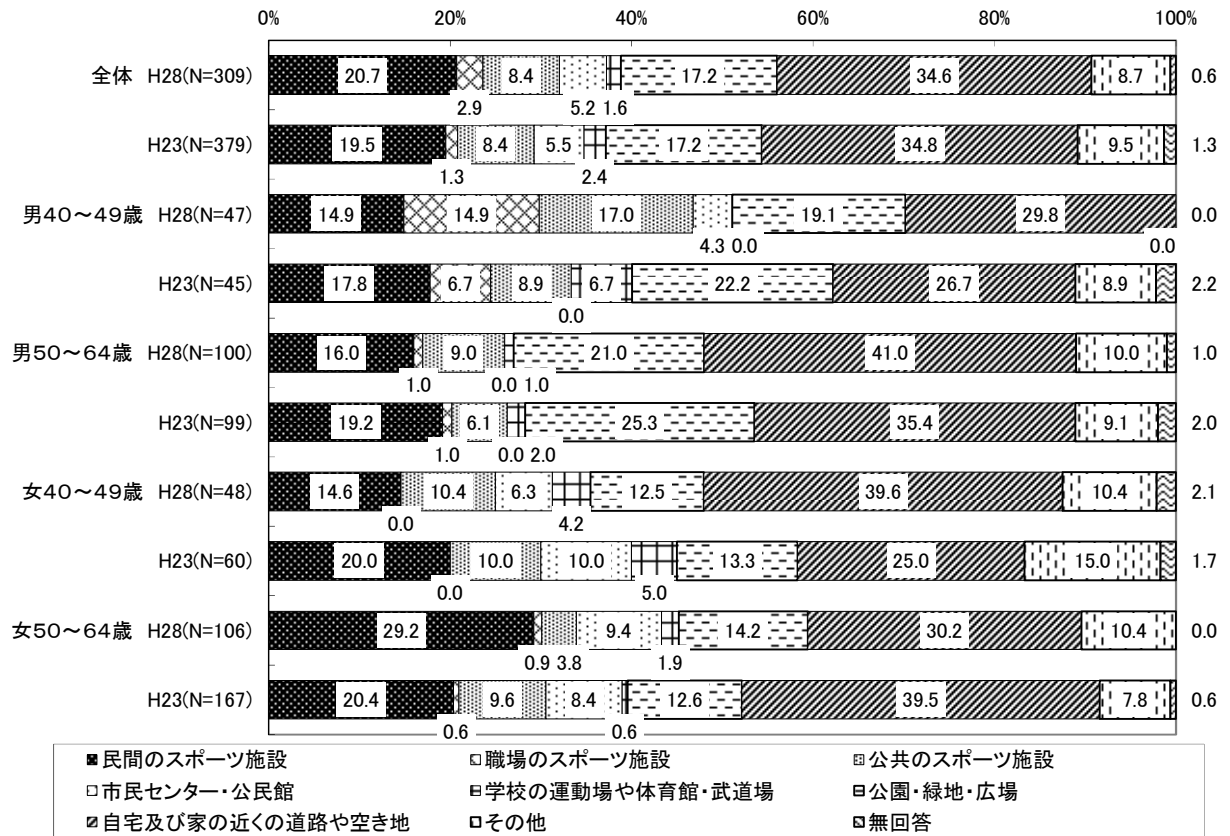 0% 20% 40% 60% 80% 100%
全体 H28(N=309) 20.7 8.4 17.2 34.6 8.7 0.6
2.9 5.2 1.6
H23(N=379) 19.5 8.4 5.5 17.2 34.8 9.5 1.3
1.3 2.4
男40～49歳 H28(N=47) 14.9 14.9 17.0 19.1 29.8 0.0
4.3 0.0 0.0
H23(N=45) 17.8 6.7 8.9 6.7 22.2 26.7 8.9 2.2
0.0
男50～64歳 H28(N=100) 16.0 9.0 21.0 41.0 10.0 1.0
1.0 0.0 1.0
H23(N=99) 19.2 6.1 25.3 35.4 9.1 2.0
1.0 0.0 2.0
女40～49歳 H28(N=48) 14.6 10.4 6.3 12.5 39.6 10.4 2.1
0.0 4.2
H23(N=60) 20.0 10.0 10.0 13.3 25.0 15.0 1.7
0.0 5.0
女50～64歳 H28(N=106) 29.2 9.4 14.2 30.2 10.4 0.0
0.9 3.8 1.9
H23(N=167) 20.4 9.6 8.4 12.6 39.5 7.8 0.6
0.6 0.6
民間のスポーツ施設 職場のスポーツ施設 公共のスポーツ施設
市民センター・公民館 学校の運動場や体育館・武道場 公園・緑地・広場
自宅及び家の近くの道路や空き地 その他 無回答